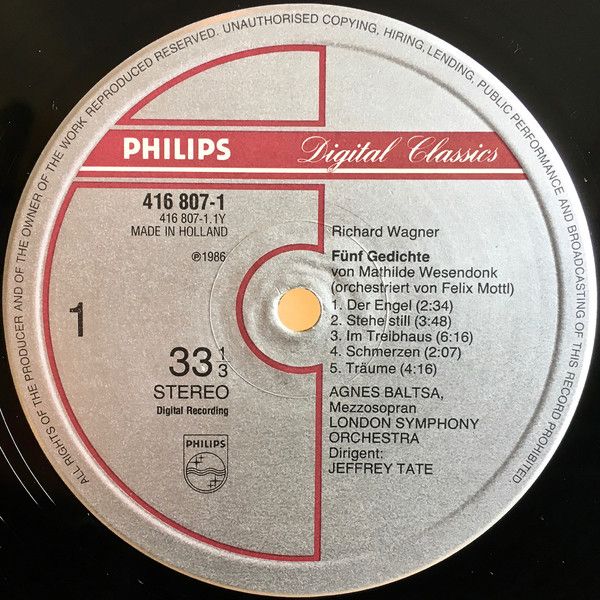 ALL RIGHTS OF THE PRODUCER AND OF THE OWNER OF THE WORK REPRODUCED RESERVED. UNAUTHORISED COPYING, HIRING, LENDING, PUBLIC PERFORMANCE AND BROADCASTING OF THIS RECORD PROHIBITED
PHILIPS Digital Classics
416 807-1
416 807-1.1Y
MADE IN HOLLAND
℗1986
1
33 1/3
STEREO
Digital Recording
PHILIPS
Richard Wagner
Fünf Gedichte
von Mathilde Wesendonk
(orchestriert von Felix Mottl)
1. Der Engel (2:34)
2. Stehe still (3:48)
3. Im Treibhaus (6:16)
4. Schmerzen (2:07)
5. Träume (4:16)
AGNES BALTSA,
Mezzosopran
LONDON SYMPHONY
ORCHESTRA
Dirigent:
JEFFREY TATE